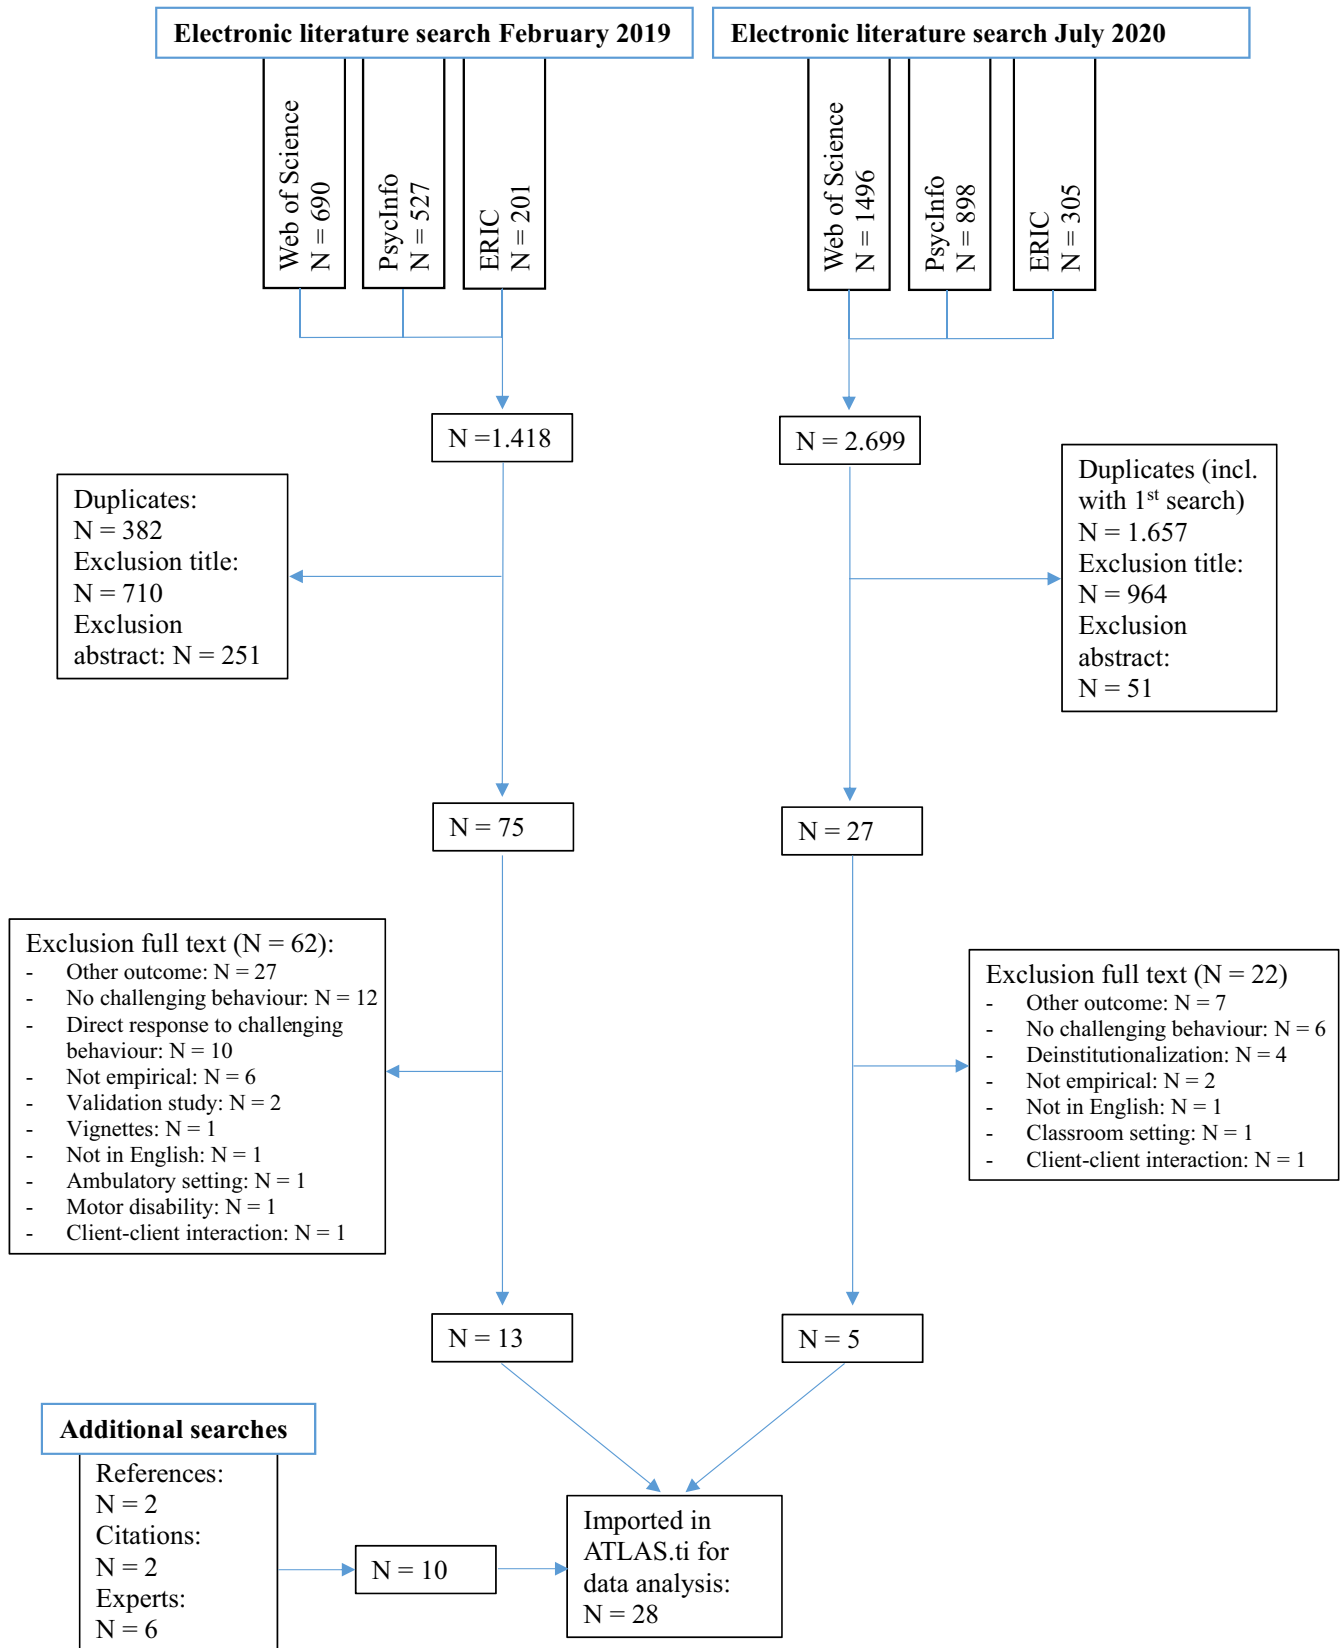 Electronic literature search February 2019
Electronic literature search July 2020
Web of Science
N = 690
PsycInfo
N = 527
ERIC
N = 201
Web of Science
N = 1496
PsycInfo
N = 898
ERIC
N = 305
N =1.418
N = 2.699
Duplicates:
N = 382
Exclusion title:
N = 710
Exclusion
abstract: N = 251
Duplicates (incl.
with 1st search)
N = 1.657
Exclusion title:
N = 964
Exclusion
abstract:
N = 51
N = 75
N = 27
Exclusion full text (N = 62):
- Other outcome: N = 27
- No challenging behaviour: N = 12
- Direct response to challenging
behaviour: N = 10
- Not empirical: N = 6
- Validation study: N = 2
- Vignettes: N = 1
- Not in English: N = 1
- Ambulatory setting: N = 1
- Motor disability: N = 1
- Client-client interaction: N = 1
Exclusion full text (N = 22)
- Other outcome: N = 7
- No challenging behaviour: N = 6
- Deinstitutionalization: N = 4
- Not empirical: N = 2
- Not in English: N = 1
- Classroom setting: N = 1
- Client-client interaction: N = 1
N = 13
N = 5
Additional searches
References:
N = 2
Citations:
N = 2
Experts:
N = 6
N = 10
Imported in
ATLAS.ti for
data analysis:
N = 28